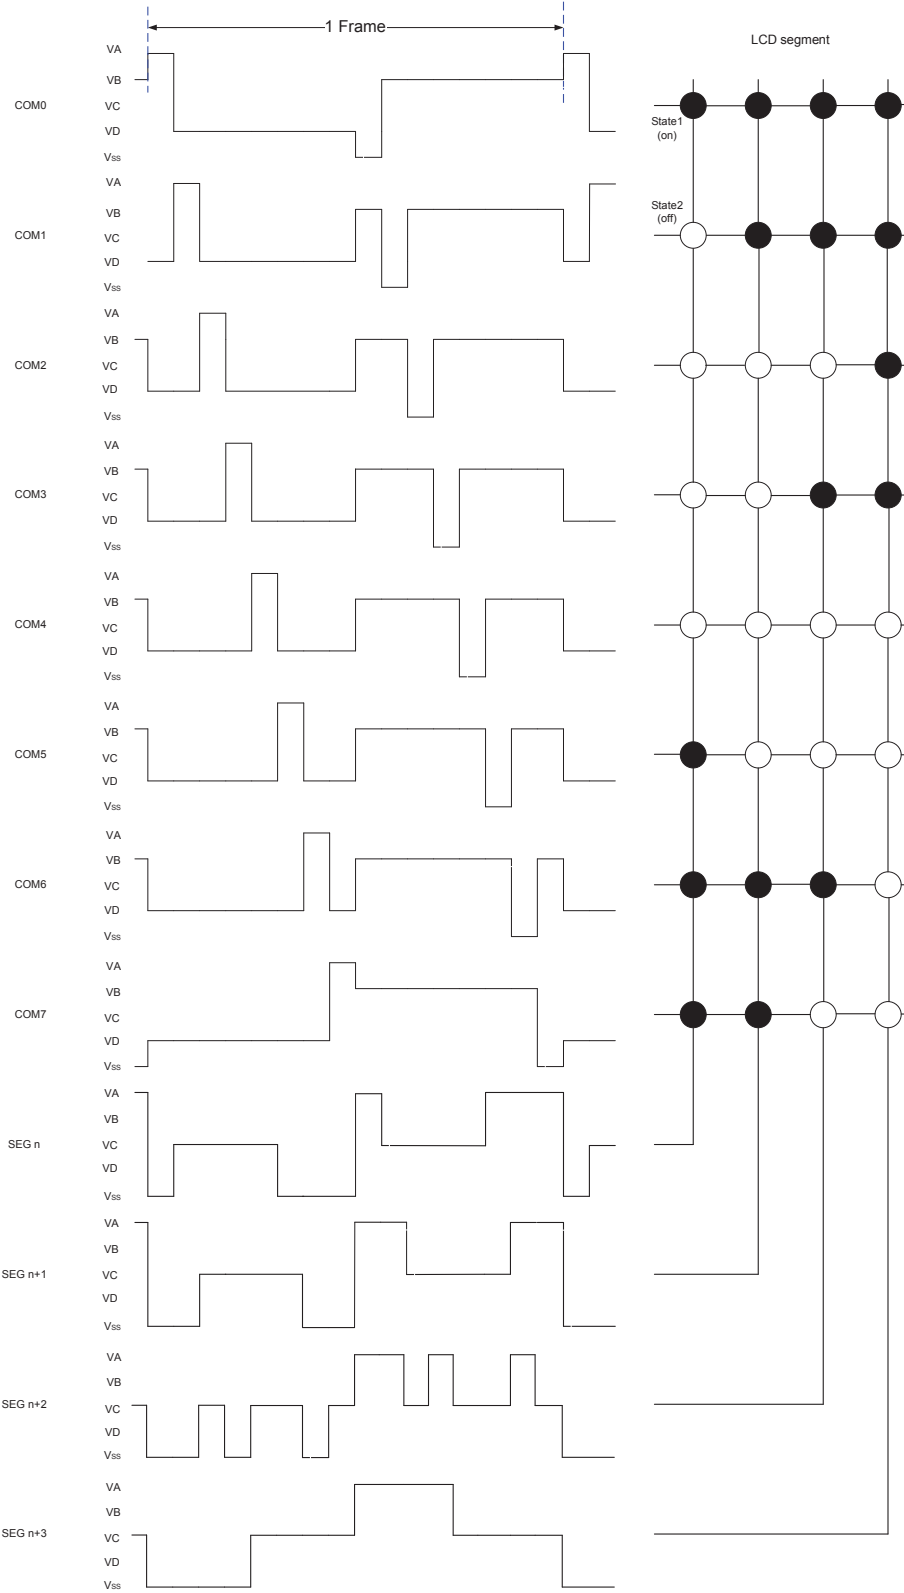 1 Frame
LCD segment
COM0
VA
VB
VC
VD
Vss
State1
(on)
COM1
VA
VB
VC
VD
Vss
State2
(off)
COM2
VA
VB
VC
VD
Vss
COM3
VA
VB
VC
VD
Vss
COM4
VA
VB
VC
VD
Vss
COM5
VA
VB
VC
VD
Vss
COM6
VA
VB
VC
VD
Vss
COM7
VA
VB
VC
VD
Vss
SEG n
VA
VB
VC
VD
Vss
SEG n+1
VA
VB
VC
VD
Vss
SEG n+2
VA
VB
VC
VD
Vss
SEG n+3
VA
VB
VC
VD
Vss